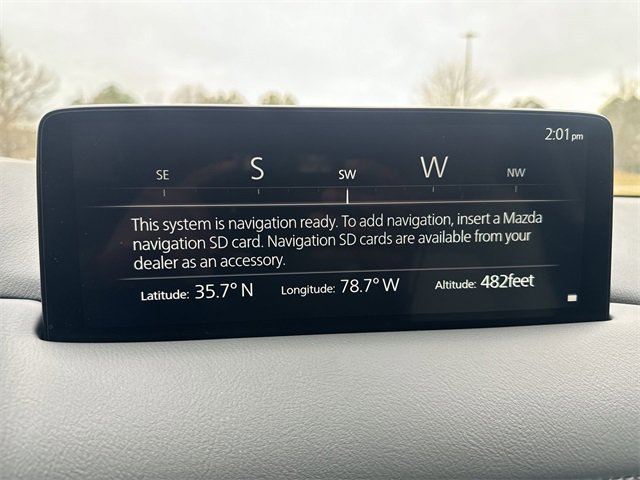 2:01 pm
SE S SW W NW
This system is navigation ready. To add navigation, insert a Mazda
navigation SD card. Navigation SD cards are available from your
dealer as an accessory.
Latitude: 35.7° N Longitude: 78.7° W Altitude: 482feet